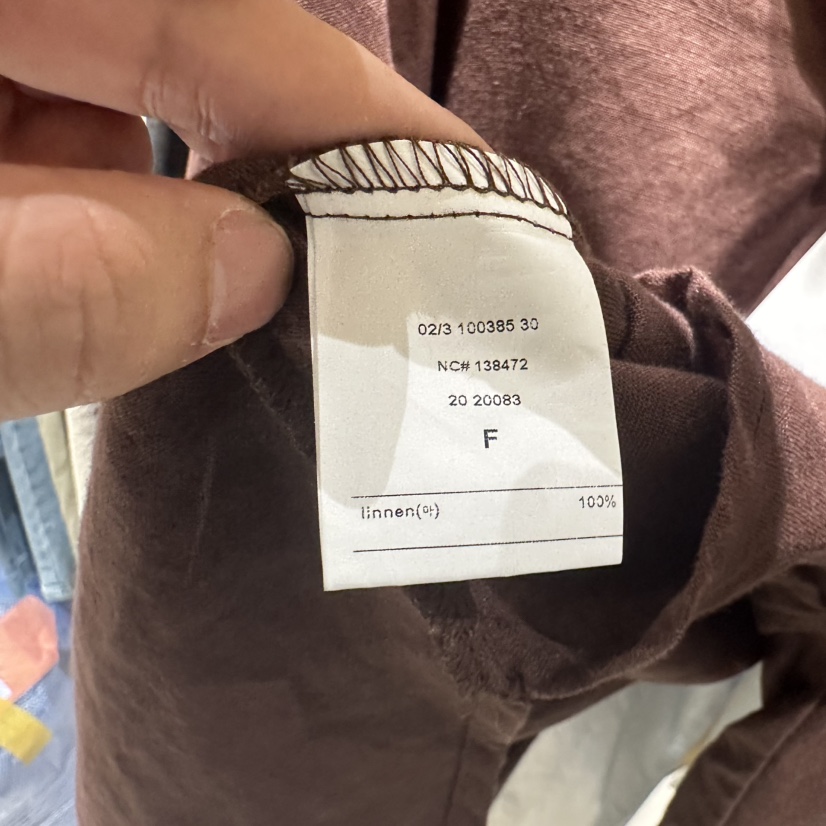 02/3 100385 30
NC# 138472
20 20083
F
linnen(마) 100%